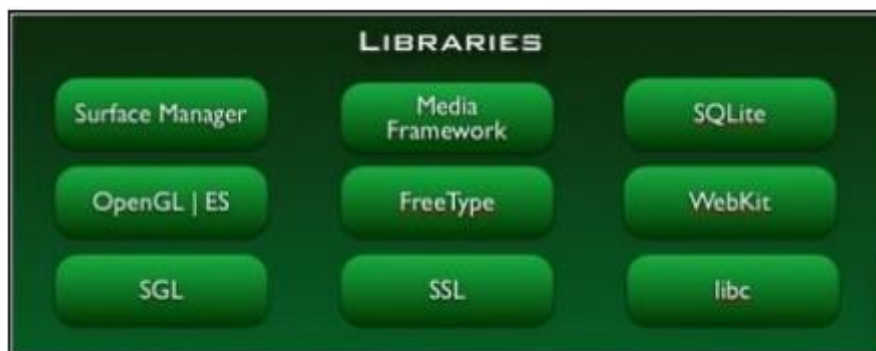 LIBRARIES
Surface Manager
Media
Framework
SQLite
OpenGL | ES
FreeType
WebKit
SGL
SSL
libc